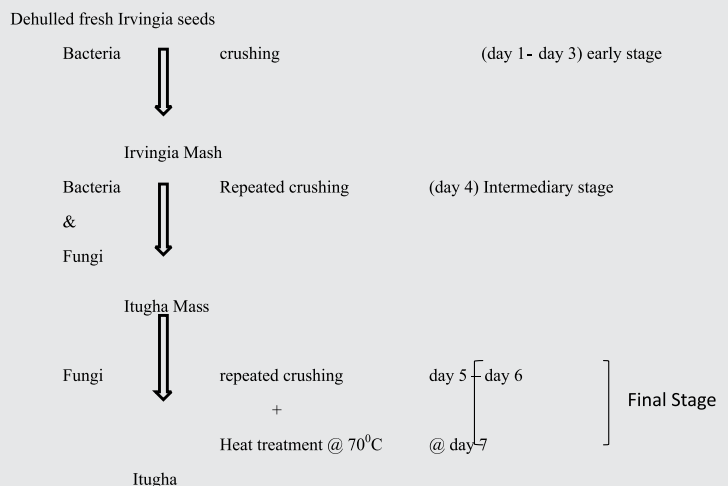 Dehulled fresh Irvingia seeds
Bacteria crushing (day 1- day 3) early stage
Irvingia Mash
Bacteria Repeated crushing (day 4) Intermediary stage
&
Fungi
Itugha Mass
Fungi repeated crushing day 5 – day 6
Final Stage
+
Heat treatment @ 70⁰C @ day 7
Itugha